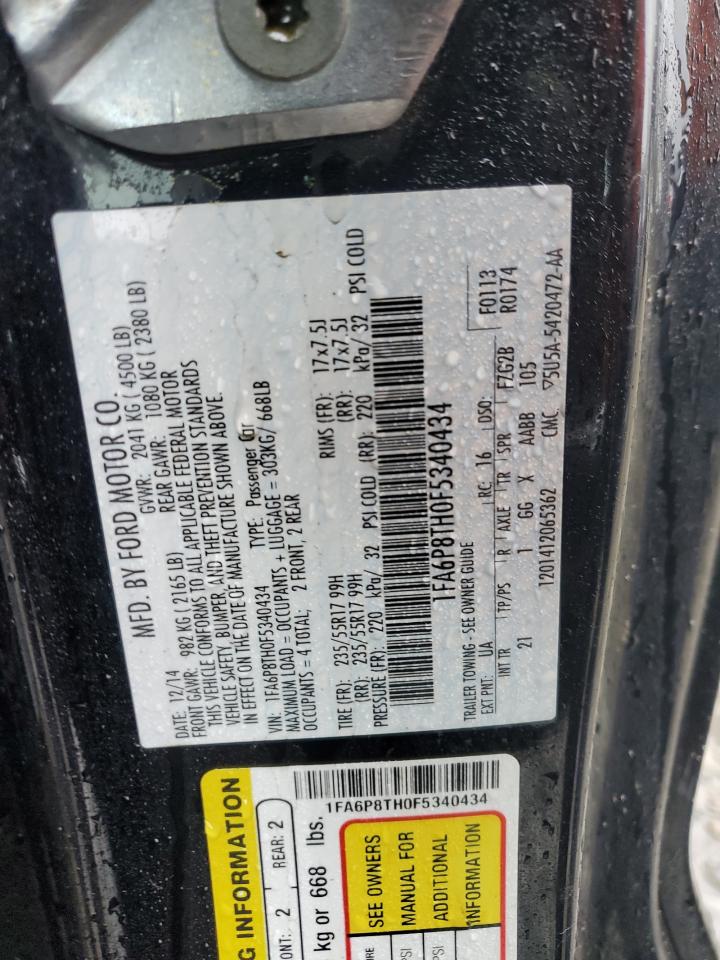 MFD. BY FORD MOTOR CO.
DATE: 12/14 GVWR: 2041 KG ( 4500 LB)
FRONT GAWR: 982 KG ( 2165 LB) REAR GAWR: 1080 KG ( 2380 LB)
THIS VEHICLE CONFORMS TO ALL APPLICABLE FEDERAL MOTOR
VEHICLE SAFETY, BUMPER, AND THEFT PREVENTION STANDARDS
IN EFFECT ON THE DATE OF MANUFACTURE SHOWN ABOVE.
VIN: 1FA6P8TH0F5340434 TYPE: Passenger Car
MAXIMUM LOAD = OCCUPANTS + LUGGAGE = 303KG/ 668LB
OCCUPANTS = 4 TOTAL; 2 FRONT, 2 REAR
TIRE (FR): 235/55R17 99H RIMS (FR): 17x7.5J
(RR): 235/55R17 99H (RR): 17x7.5J
PRESSURE (FR): 220 kPa/ 32 PSI COLD (RR): 220 kPa/ 32 PSI COLD
1FA6P8TH0F5340434
TRAILER TOWING - SEE OWNER GUIDE
EXT PNT: UA RC: 16 DSO: F0113
INT TR TP/PS R AXLE TR SPR F7G2B R0174
21 1 GG X AABB 105
1201412065362 CMC ▽5U5A-5420472-AA
1FA6P8TH0F5340434
G INFORMATION
ONT: 2 REAR: 2
kg or 668 lbs.
SEE OWNERS
MANUAL FOR
ADDITIONAL
INFORMATION